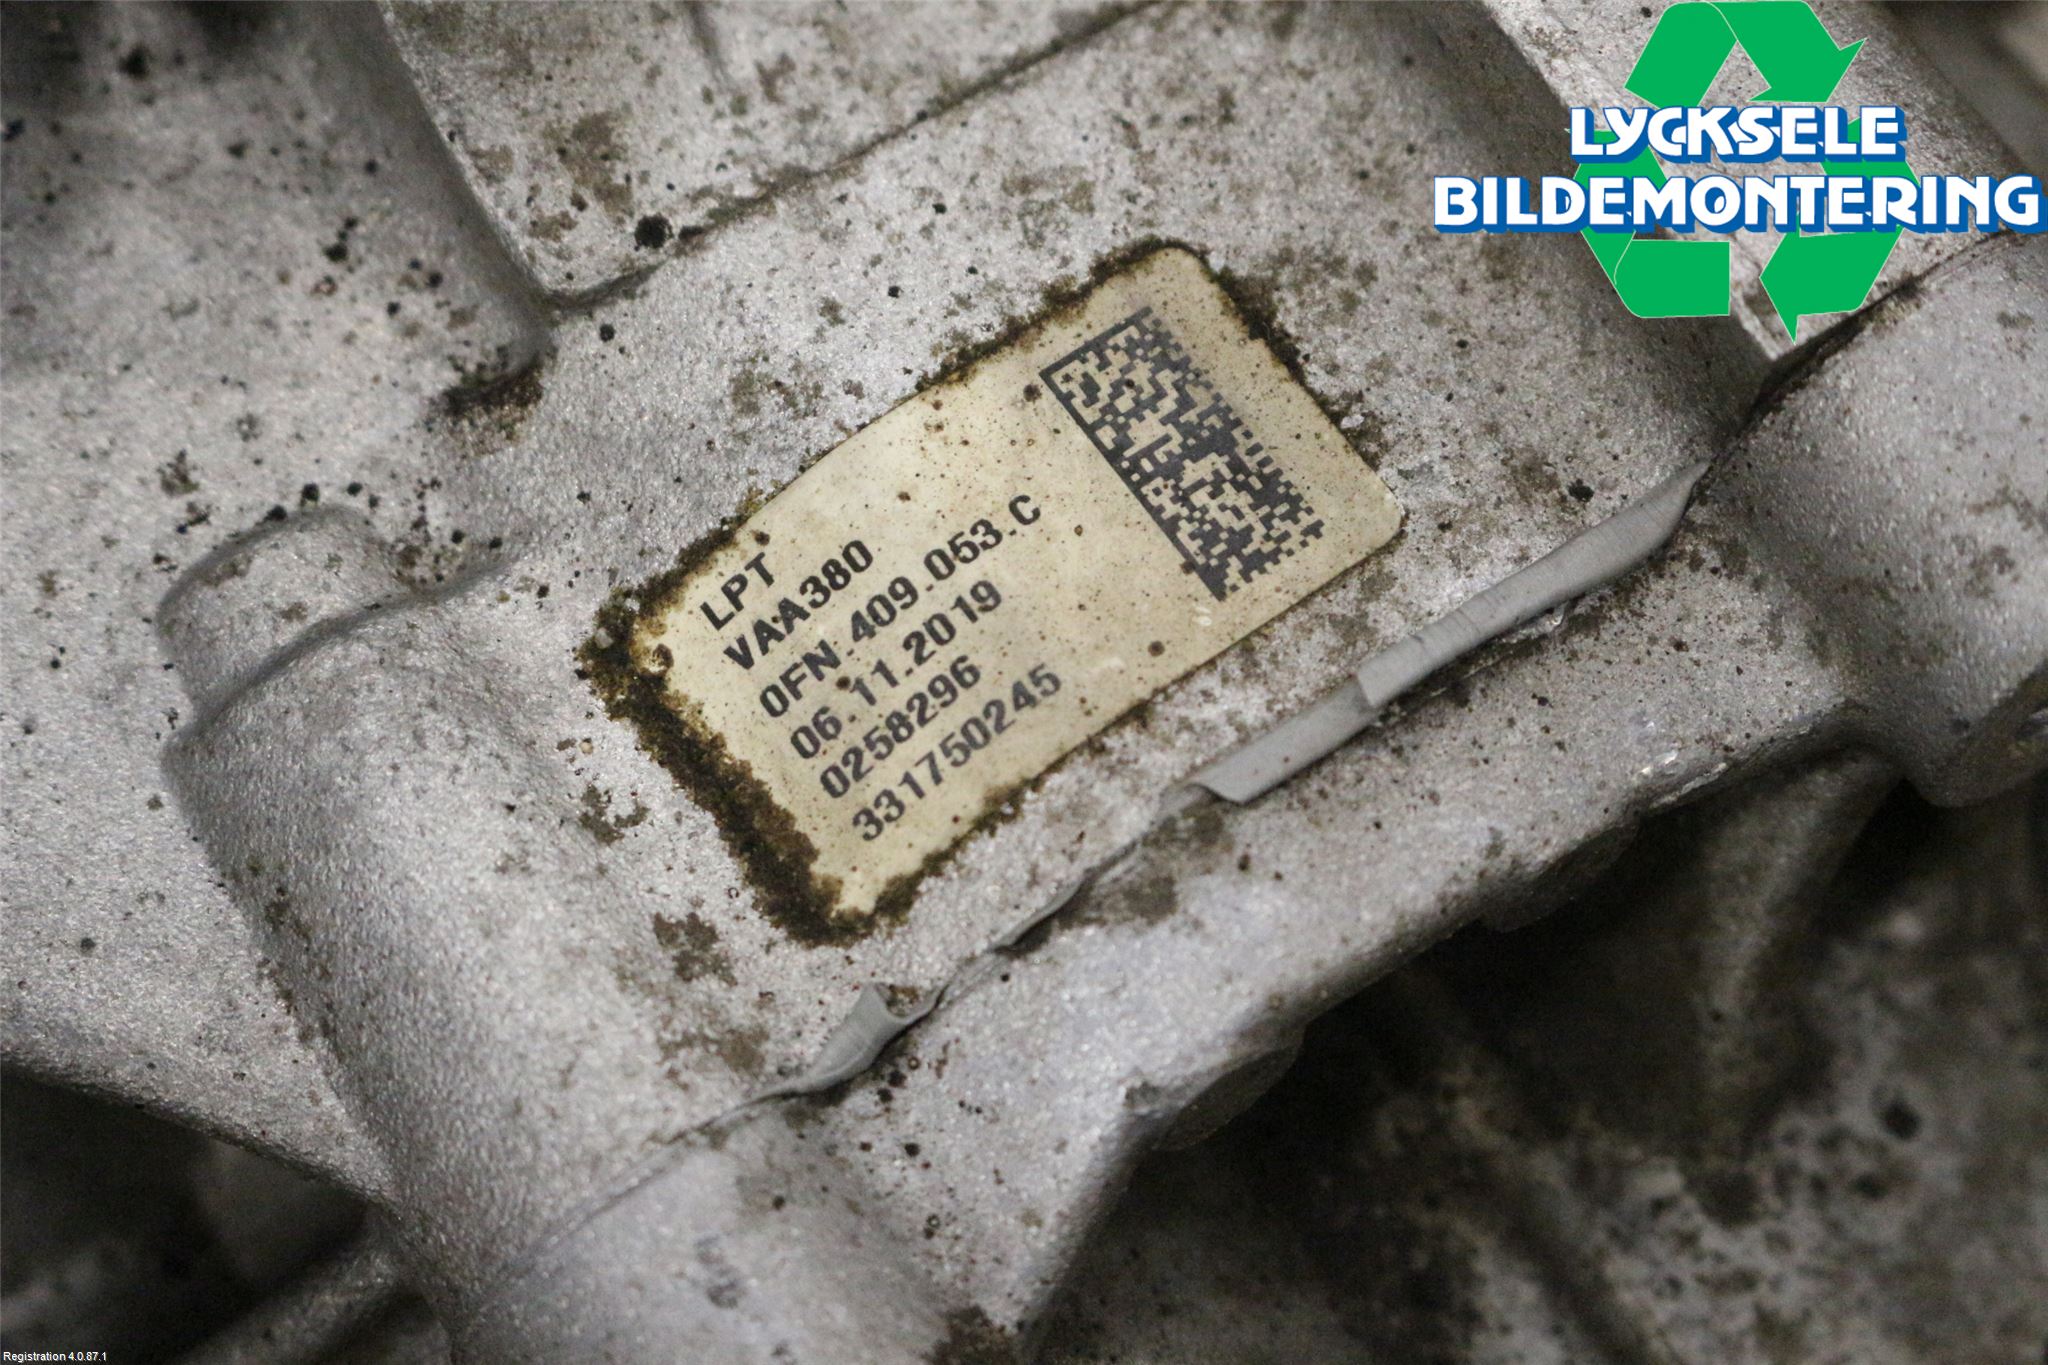 LYCKSELE
BILDEMONTERING
LPT
VAA380
0FN.409.053.C
06.11.2019
0258296
331750245
Registration 4.0.87.1